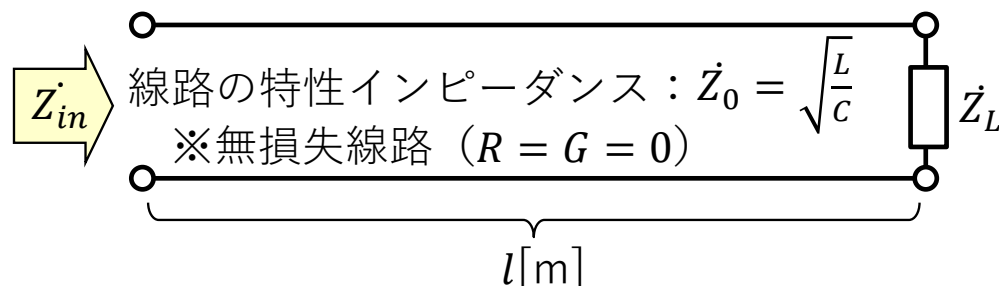 Żin
線路の特性インピーダンス：Ż0 = √(L/C)
※無損失線路（R = G = 0）
ŻL
l[m]